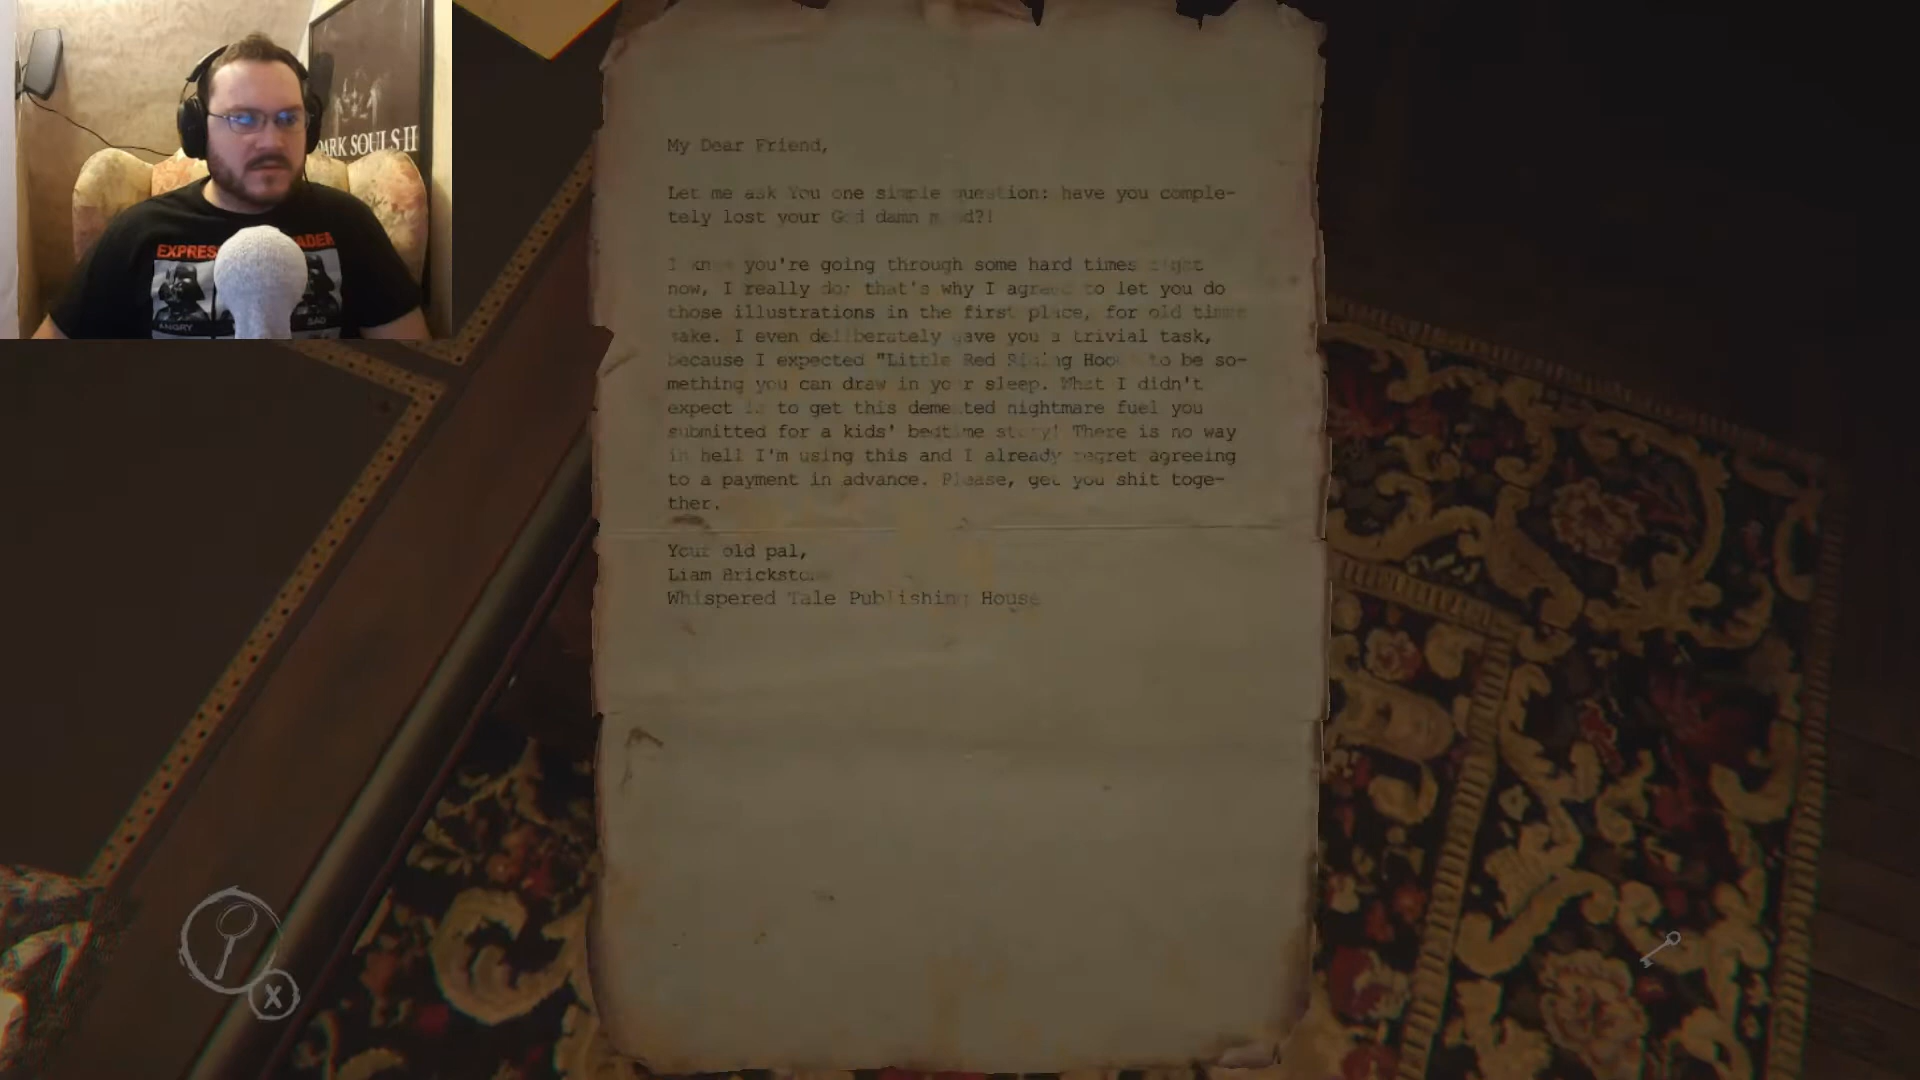 DARK SOULS II
ANGRY
SAD
My Dear Friend,
Let me ask You one simple question: have you comple-
tely lost your God damn mind?!
I know you're going through some hard times right
now, I really do; that's why I agreed to let you do
those illustrations in the first place, for old times
sake. I even deliberately gave you a trivial task,
because I expected "Little Red Riding Hood" to be so-
mething you can draw in your sleep. What I didn't
expect is to get this demented nightmare fuel you
submitted for a kids' bedtime story! There is no way
in hell I'm using this and I already regret agreeing
to a payment in advance. Please, get you shit toge-
ther.
Your old pal,
Liam Brickstone
Whispered Tale Publishing House
X